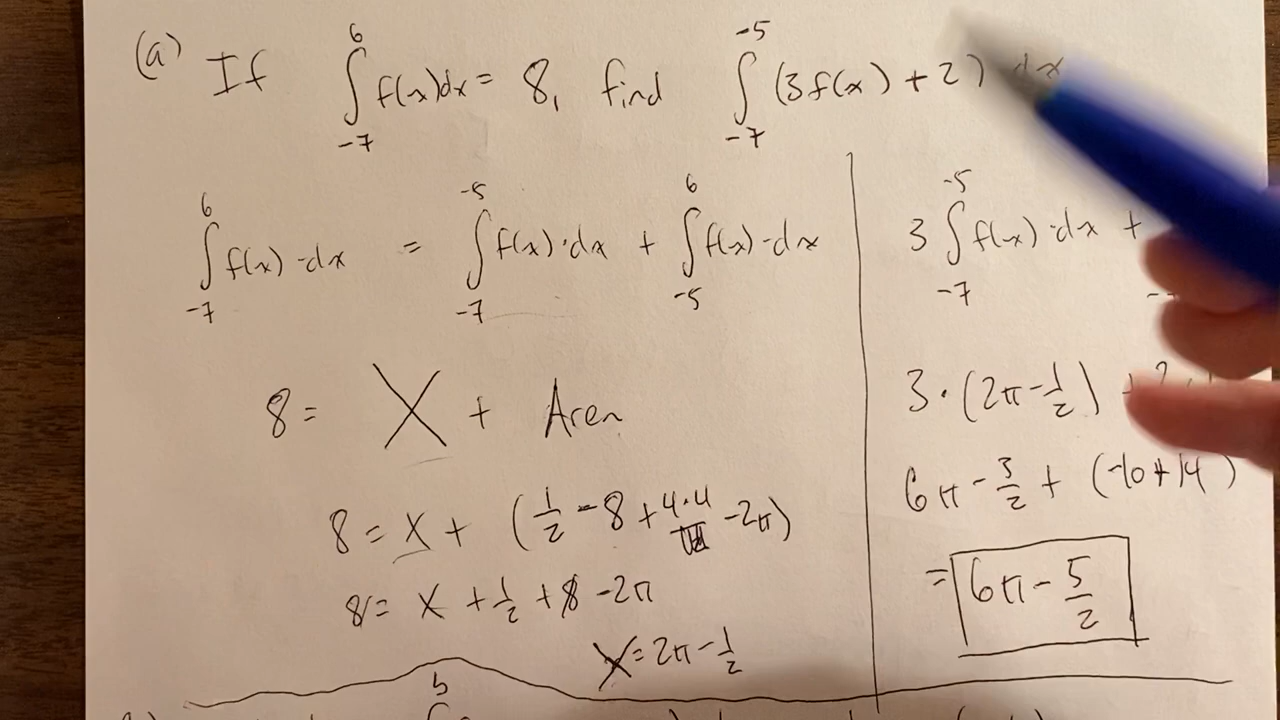 (a) If ∫_{-7}^{6} f(x)dx = 8, find ∫_{-7}^{-5} (3f(x) + 2) dx
∫_{-7}^{6} f(x)·dx = ∫_{-7}^{-5} f(x)·dx + ∫_{-5}^{6} f(x)·dx
8 = X + Area
8 = X + (1/2 - 8 + 4·4 - 2π)
8 = X + 1/2 + 8 - 2π
X = 2π - 1/2
3 ∫_{-7}^{-5} f(x)·dx +
3·(2π - 1/2) +
6π - 3/2 + (-10+14)
= 6π - 5/2
5